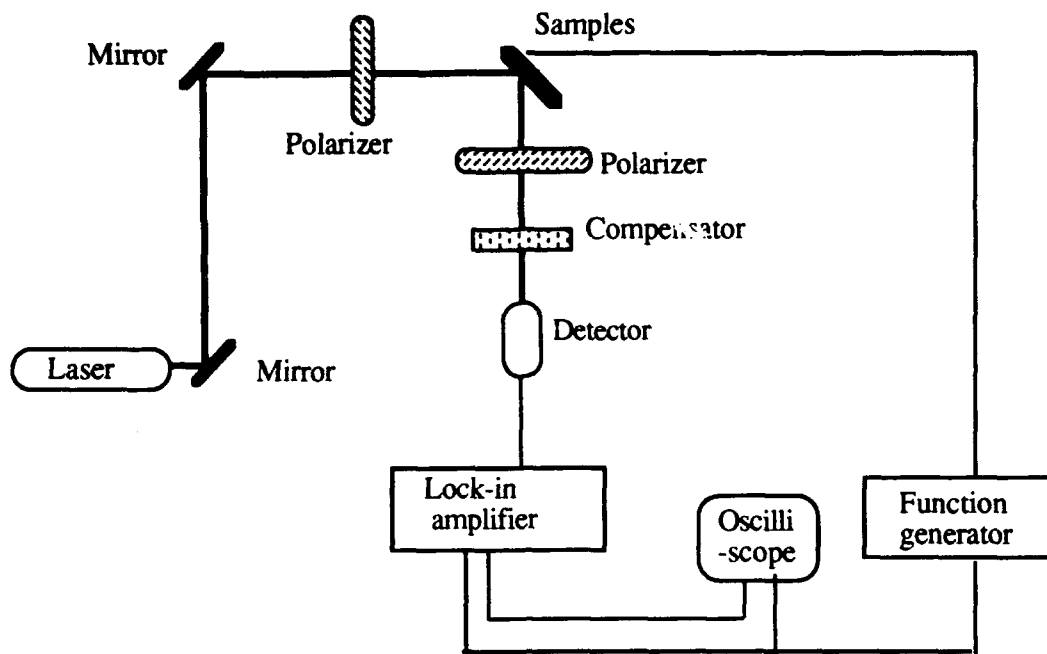 Samples
Mirror
Polarizer
Polarizer
Compensator
Detector
Laser
Mirror
Lock-in
amplifier
Oscilli
-scope
Function
generator